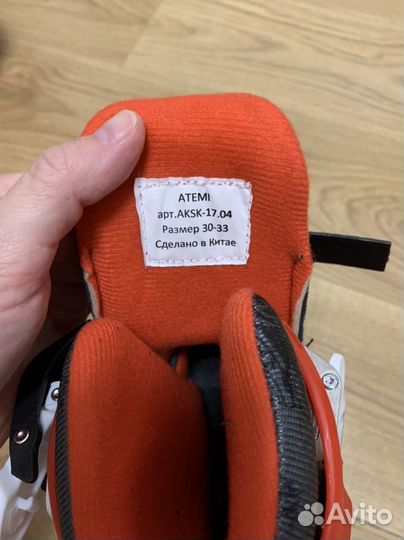 ATEMI
арт.AKSK-17.04
Размер 30-33
Сделано в Китае
Avito